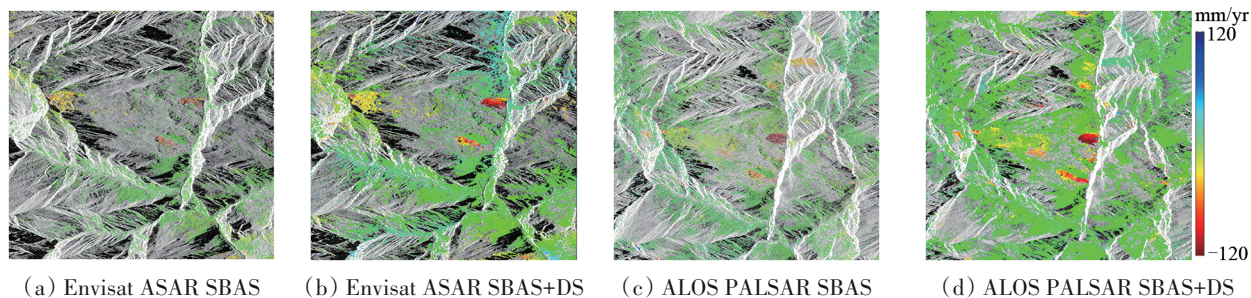 mm/yr
120
−120
(a) Envisat ASAR SBAS
(b) Envisat ASAR SBAS+DS
(c) ALOS PALSAR SBAS
(d) ALOS PALSAR SBAS+DS